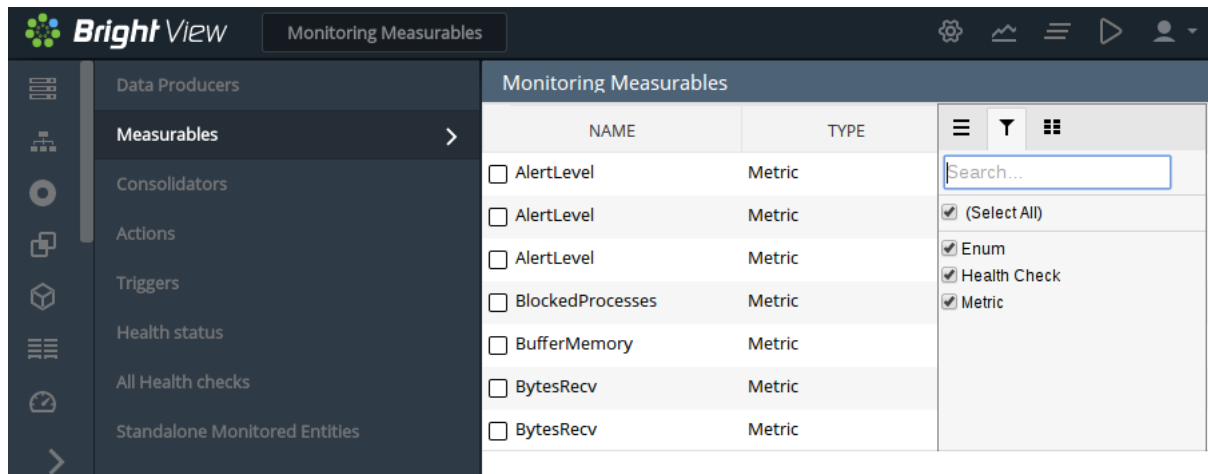 Bright View
Monitoring Measurables
Data Producers
Measurables
Consolidators
Actions
Triggers
Health status
All Health checks
Standalone Monitored Entities
Monitoring Measurables
NAME TYPE
AlertLevel Metric
AlertLevel Metric
AlertLevel Metric
BlockedProcesses Metric
BufferMemory Metric
BytesRecv Metric
BytesRecv Metric
Search...
(Select All)
Enum
Health Check
Metric